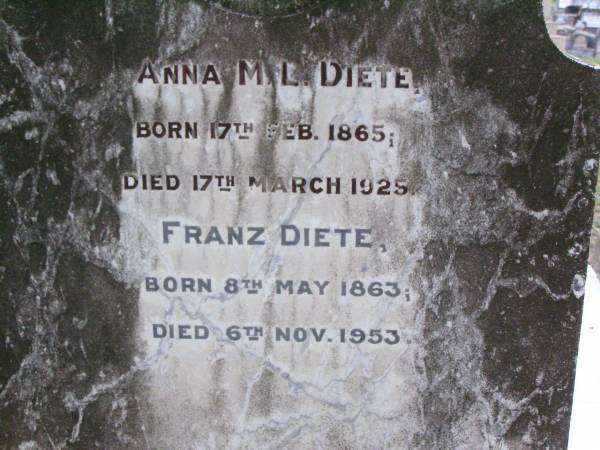 ANNA M. L. DIETE,
BORN 17TH FEB. 1865;
DIED 17TH MARCH 1925.
FRANZ DIETE,
BORN 8TH MAY 1863;
DIED 6TH NOV. 1953.